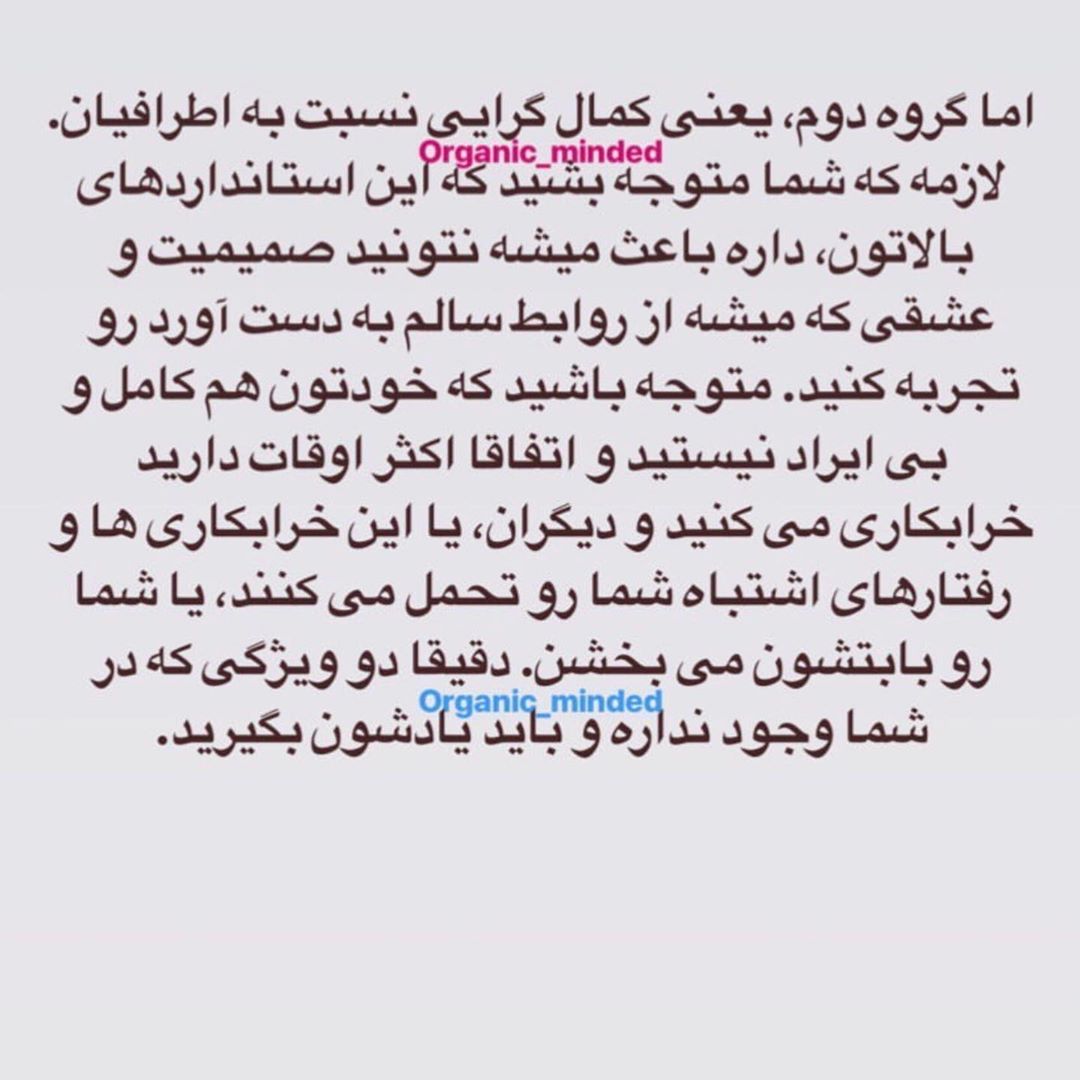 اما گروه دوم، یعنی کمال گرایی نسبت به اطرافیان.
Organic_minded
لازمه که شما متوجه بشید که این استانداردهای
بالاتون، داره باعث میشه نتونید صمیمیت و
عشقی که میشه از روابط سالم به دست آورد رو
تجربه کنید. متوجه باشید که خودتون هم کامل و
بی ایراد نیستید و اتفاقا اکثر اوقات دارید
خرابکاری می کنید و دیگران، یا این خرابکاری ها و
رفتارهای اشتباه شما رو تحمل می کنند، یا شما
رو بابتشون می بخشن. دقیقا دو ویژگی که در
Organic_minded
شما وجود نداره و باید یادشون بگیرید.